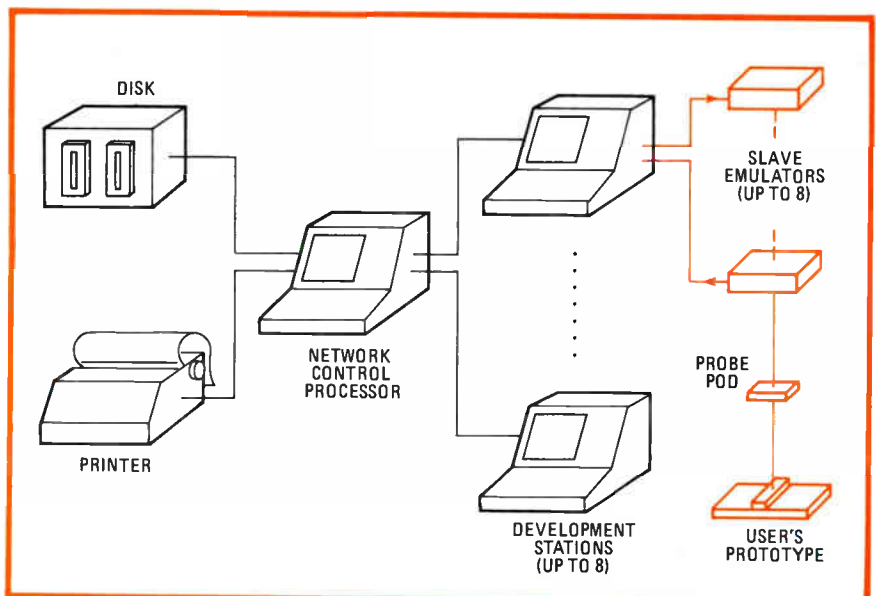 DISK
SLAVE
EMULATORS
(UP TO 8)
NETWORK
CONTROL
PROCESSOR
PROBE
POD
PRINTER
DEVELOPMENT
STATIONS
(UP TO 8)
USER'S
PROTOTYPE